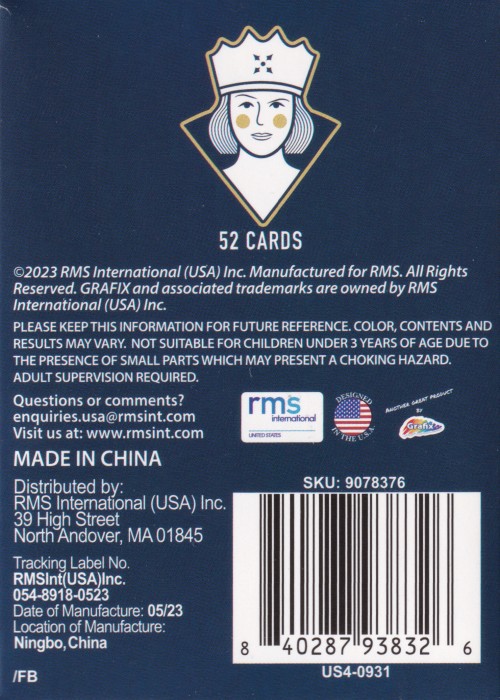 52 CARDS
©2023 RMS International (USA) Inc. Manufactured for RMS. All Rights
Reserved. GRAFIX and associated trademarks are owned by RMS
International (USA) Inc.
PLEASE KEEP THIS INFORMATION FOR FUTURE REFERENCE. COLOR, CONTENTS AND
RESULTS MAY VARY. NOT SUITABLE FOR CHILDREN UNDER 3 YEARS OF AGE DUE TO
THE PRESENCE OF SMALL PARTS WHICH MAY PRESENT A CHOKING HAZARD.
ADULT SUPERVISION REQUIRED.
Questions or comments?
enquiries.usa@rmsint.com
Visit us at: www.rmsint.com
rms
international
UNITED STATES
DESIGNED
IN THE U.S.A
ANOTHER GREAT PRODUCT
Grafix
MADE IN CHINA
Distributed by:
RMS International (USA) Inc.
39 High Street
North Andover, MA 01845
Tracking Label No.
RMSInt(USA)Inc.
054-8918-0523
Date of Manufacture: 05/23
Location of Manufacture:
Ningbo,China
/FB
SKU: 9078376
8 40287 93832 6
US4-0931